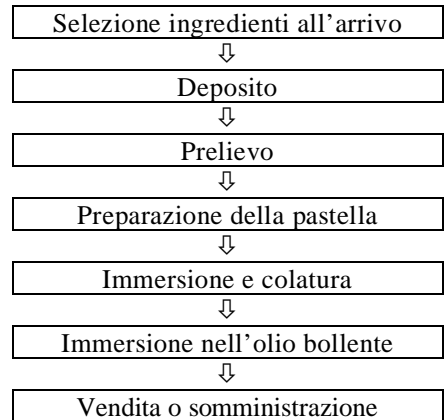 Selezione ingredienti all’arrivo
⇩
Deposito
⇩
Prelievo
⇩
Preparazione della pastella
⇩
Immersione e colatura
⇩
Immersione nell’olio bollente
⇩
Vendita o somministrazione